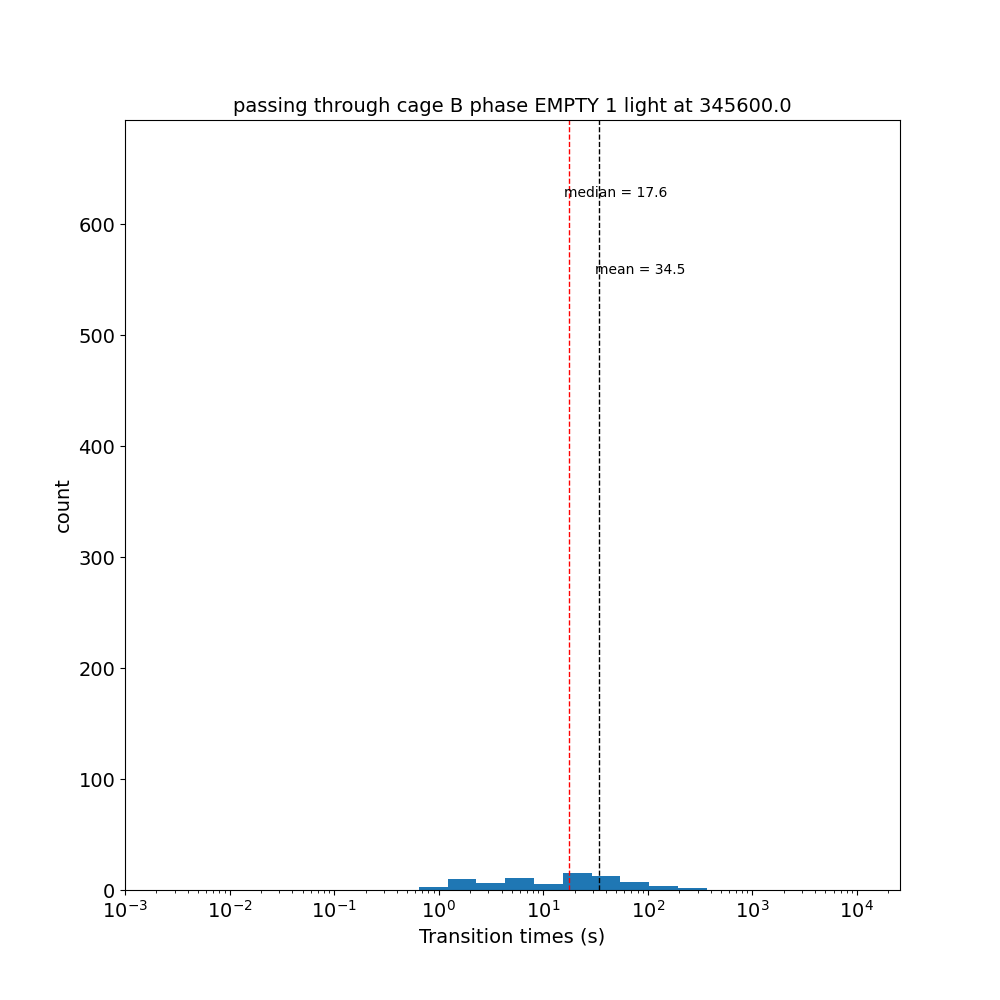 passing through cage B phase EMPTY 1 light at 345600.0
median = 17.6
mean = 34.5
600
500
400
300
200
100
0
count
10⁻³ 10⁻² 10⁻¹ 10⁰ 10¹ 10² 10³ 10⁴
Transition times (s)